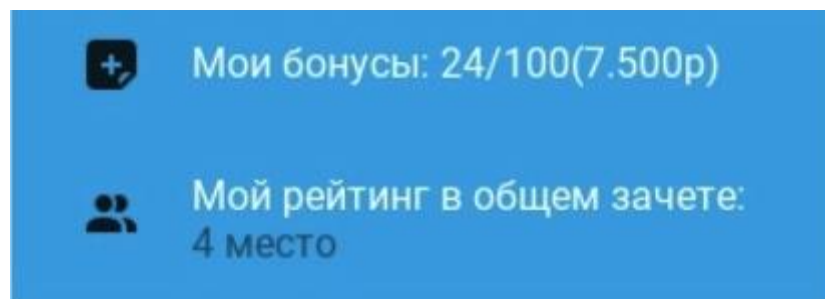 Мои бонусы: 24/100(7.500р)
Мой рейтинг в общем зачете:
4 место